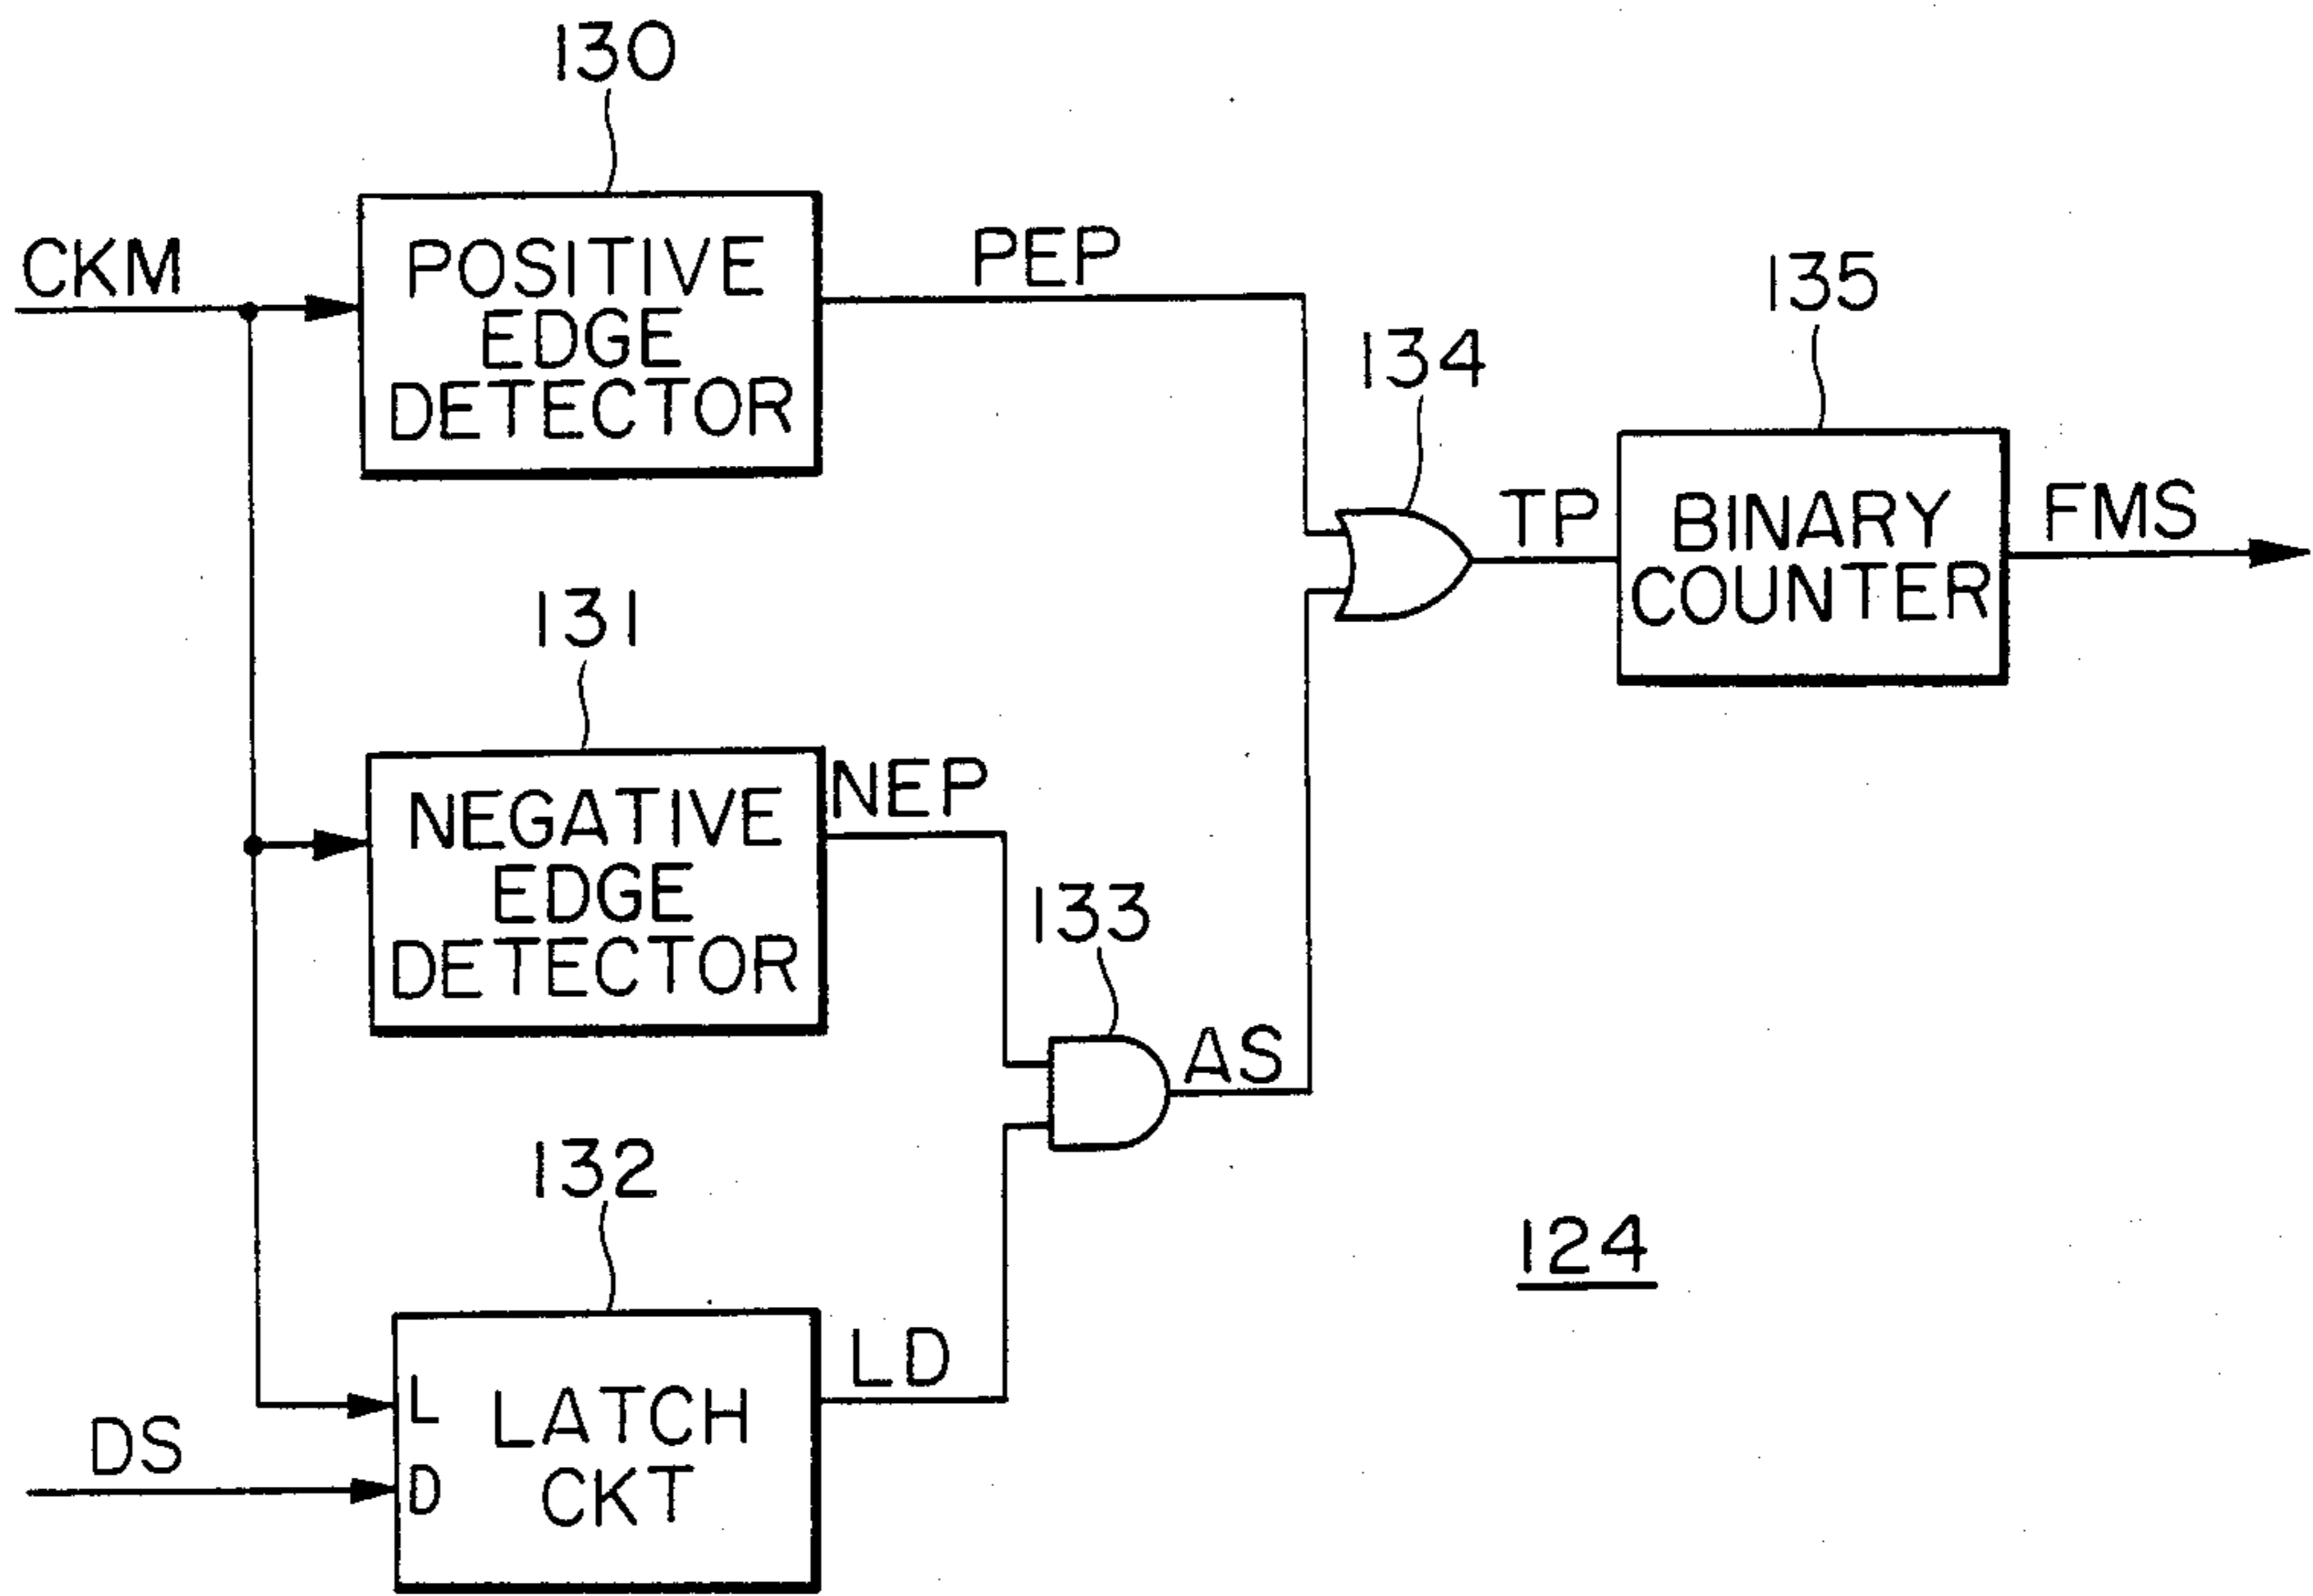 130
CKM
POSITIVE
EDGE
DETECTOR
PEP
134
135
TP
BINARY
COUNTER
FMS
131
NEGATIVE
EDGE
DETECTOR
NEP
133
AS
132
L
D
LATCH
CKT
LD
DS
124